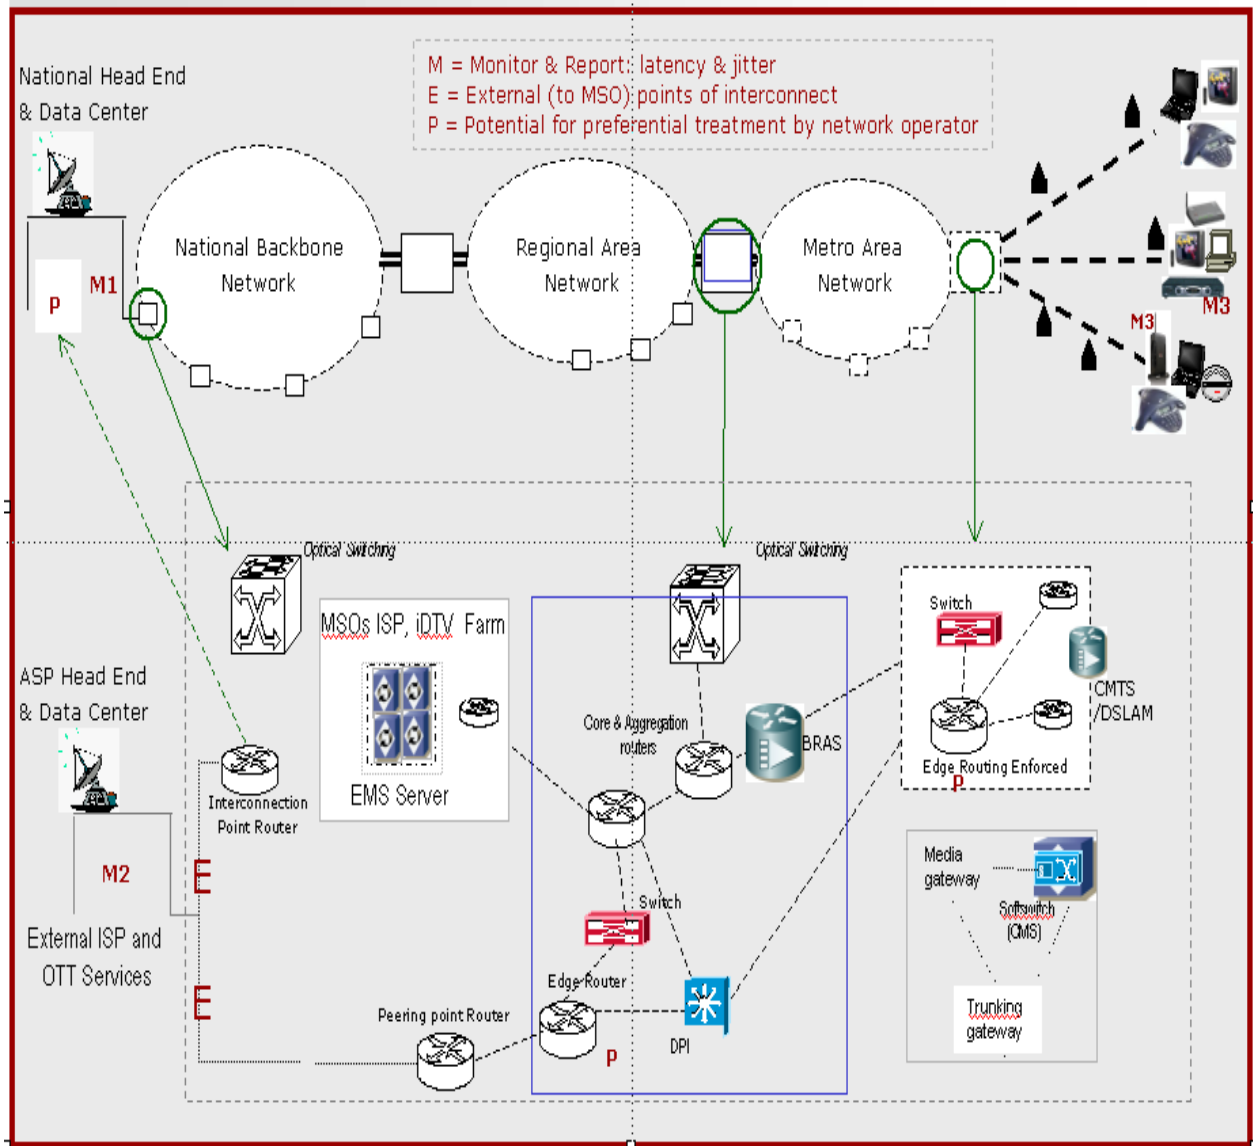 M = Monitor & Report: latency & jitter
E = External (to MSO) points of interconnect
P = Potential for preferential treatment by network operator
National Head End
& Data Center
P
M1
National Backbone
Network
Regional Area
Network
Metro Area
Network
M3
M3
Optical Switching
Optical Switching
MSOs ISP, iDTV Farm
EMS Server
Core & Aggregation
routers
BRAS
Switch
CMTS
/DSLAM
Edge Routing Enforced
P
ASP Head End
& Data Center
Interconnection
Point Router
M2
E
E
External ISP and
OTT Services
Switch
Edge Router
Peering point Router
P
DPI
Media
gateway
Softswitch
(CMS)
Trunking
gateway